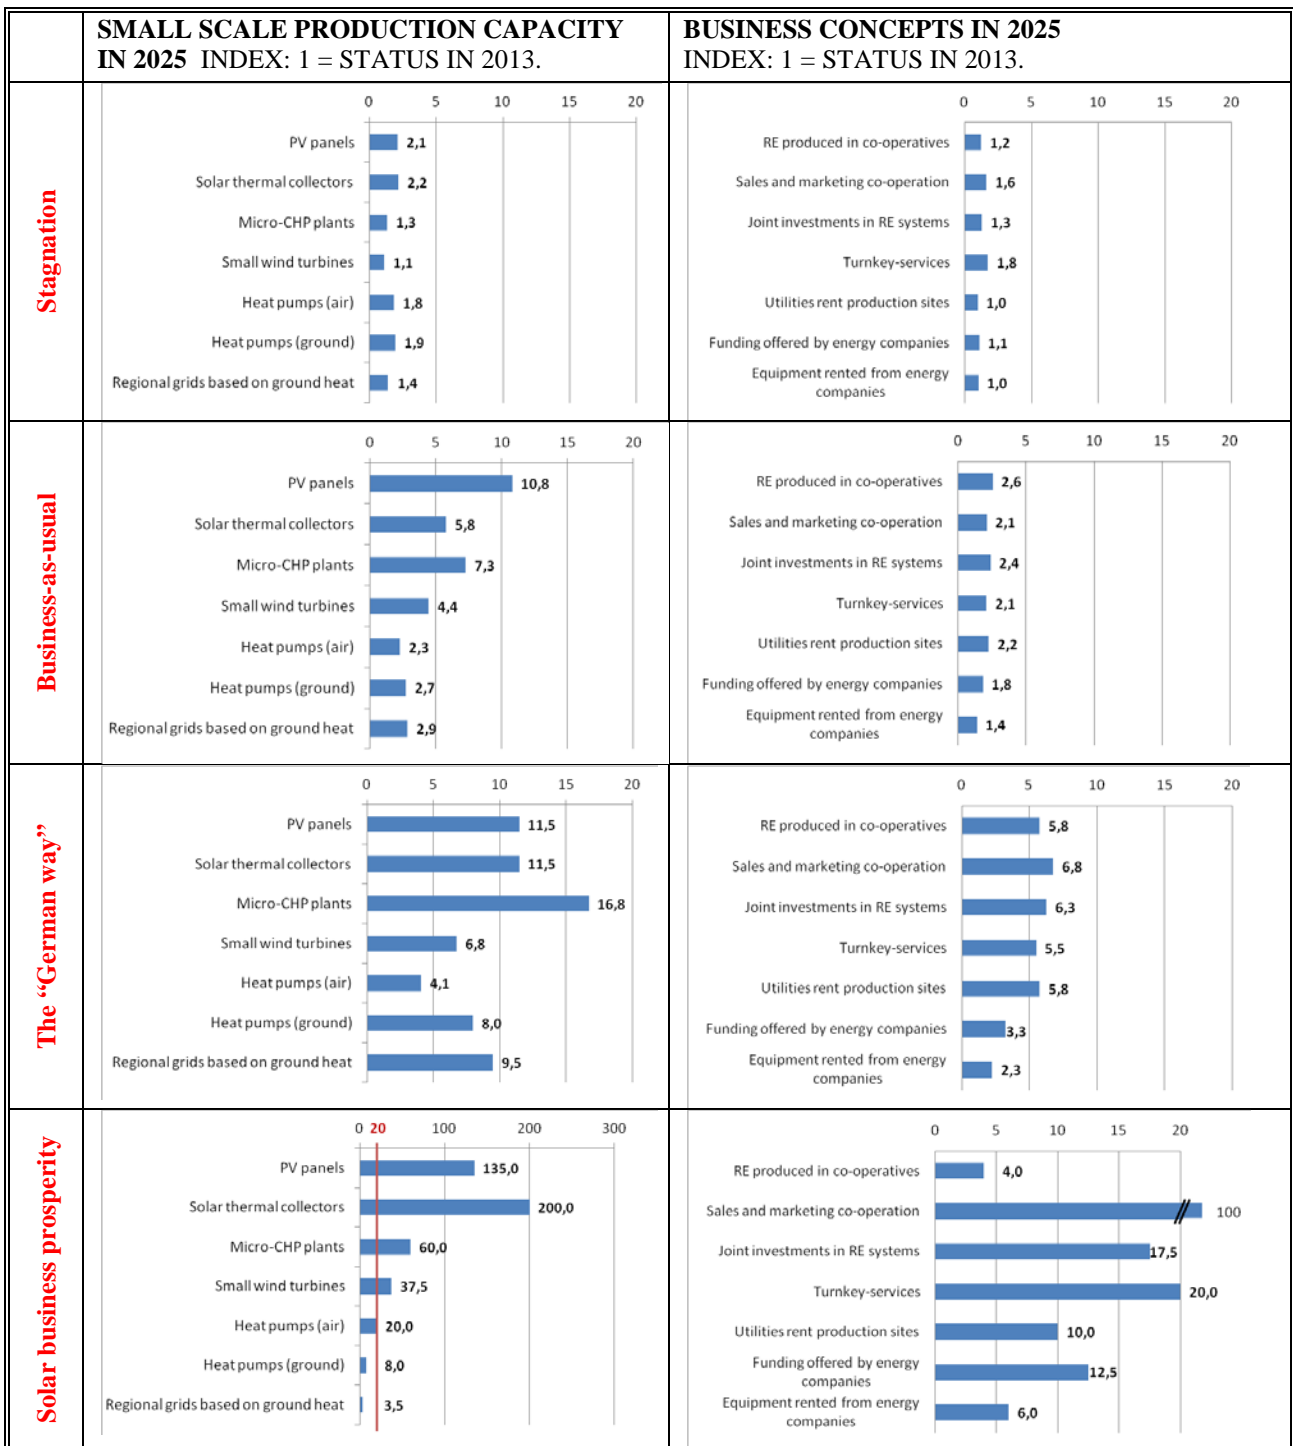 SMALL SCALE PRODUCTION CAPACITY
IN 2025 INDEX: 1 = STATUS IN 2013.
BUSINESS CONCEPTS IN 2025
INDEX: 1 = STATUS IN 2013.
Stagnation
0 5 10 15 20
PV panels 2,1
Solar thermal collectors 2,2
Micro-CHP plants 1,3
Small wind turbines 1,1
Heat pumps (air) 1,8
Heat pumps (ground) 1,9
Regional grids based on ground heat 1,4
0 5 10 15 20
RE produced in co-operatives 1,2
Sales and marketing co-operation 1,6
Joint investments in RE systems 1,3
Turnkey-services 1,8
Utilities rent production sites 1,0
Funding offered by energy companies 1,1
Equipment rented from energy
companies 1,0
Business-as-usual
0 5 10 15 20
PV panels 10,8
Solar thermal collectors 5,8
Micro-CHP plants 7,3
Small wind turbines 4,4
Heat pumps (air) 2,3
Heat pumps (ground) 2,7
Regional grids based on ground heat 2,9
0 5 10 15 20
RE produced in co-operatives 2,6
Sales and marketing co-operation 2,1
Joint investments in RE systems 2,4
Turnkey-services 2,1
Utilities rent production sites 2,2
Funding offered by energy companies 1,8
Equipment rented from energy
companies 1,4
The “German way”
0 5 10 15 20
PV panels 11,5
Solar thermal collectors 11,5
Micro-CHP plants 16,8
Small wind turbines 6,8
Heat pumps (air) 4,1
Heat pumps (ground) 8,0
Regional grids based on ground heat 9,5
0 5 10 15 20
RE produced in co-operatives 5,8
Sales and marketing co-operation 6,8
Joint investments in RE systems 6,3
Turnkey-services 5,5
Utilities rent production sites 5,8
Funding offered by energy companies 3,3
Equipment rented from energy
companies 2,3
Solar business prosperity
0 20 100 200 300
PV panels 135,0
Solar thermal collectors 200,0
Micro-CHP plants 60,0
Small wind turbines 37,5
Heat pumps (air) 20,0
Heat pumps (ground) 8,0
Regional grids based on ground heat 3,5
0 5 10 15 20
RE produced in co-operatives 4,0
Sales and marketing co-operation 100
Joint investments in RE systems 17,5
Turnkey-services 20,0
Utilities rent production sites 10,0
Funding offered by energy
companies 12,5
Equipment rented from energy
companies 6,0